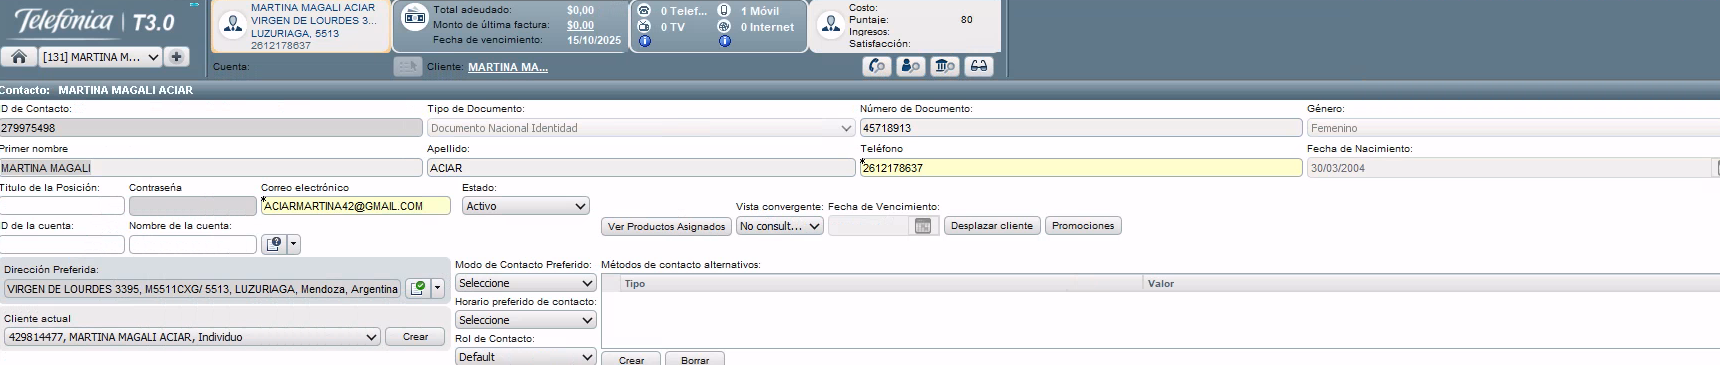 Telefónica T3.0
MARTINA MAGALI ACIAR
VIRGEN DE LOURDES 3...
LUZURIAGA, 5513
2612178637
Total adeudado: $0,00
Monto de última factura: $0,00
Fecha de vencimiento: 15/10/2025
0 Telef... 1 Móvil
0 TV 0 Internet
Costo:
Puntaje: 80
Ingresos:
Satisfacción:
[131] MARTINA M...
Cuenta: Cliente: MARTINA MA...
Contacto: MARTINA MAGALI ACIAR
ID de Contacto: Tipo de Documento: Número de Documento: Género:
279975498 Documento Nacional Identidad 45718913 Femenino
Primer nombre Apellido: Teléfono Fecha de Nacimiento:
MARTINA MAGALI ACIAR *2612178637 30/03/2004
Título de la Posición: Contraseña Correo electrónico Estado:
*ACIARMARTINA42@GMAIL.COM Activo
Vista convergente: Fecha de Vencimiento:
ID de la cuenta: Nombre de la cuenta: Ver Productos Asignados No consult... Desplazar cliente Promociones
Dirección Preferida: Modo de Contacto Preferido: Métodos de contacto alternativos:
VIRGEN DE LOURDES 3395, M5511CXG/ 5513, LUZURIAGA, Mendoza, Argentina Seleccione Tipo Valor
Horario preferido de contacto:
Cliente actual Seleccione
429814477, MARTINA MAGALI ACIAR, Individuo Crear Rol de Contacto:
Default Crear Borrar